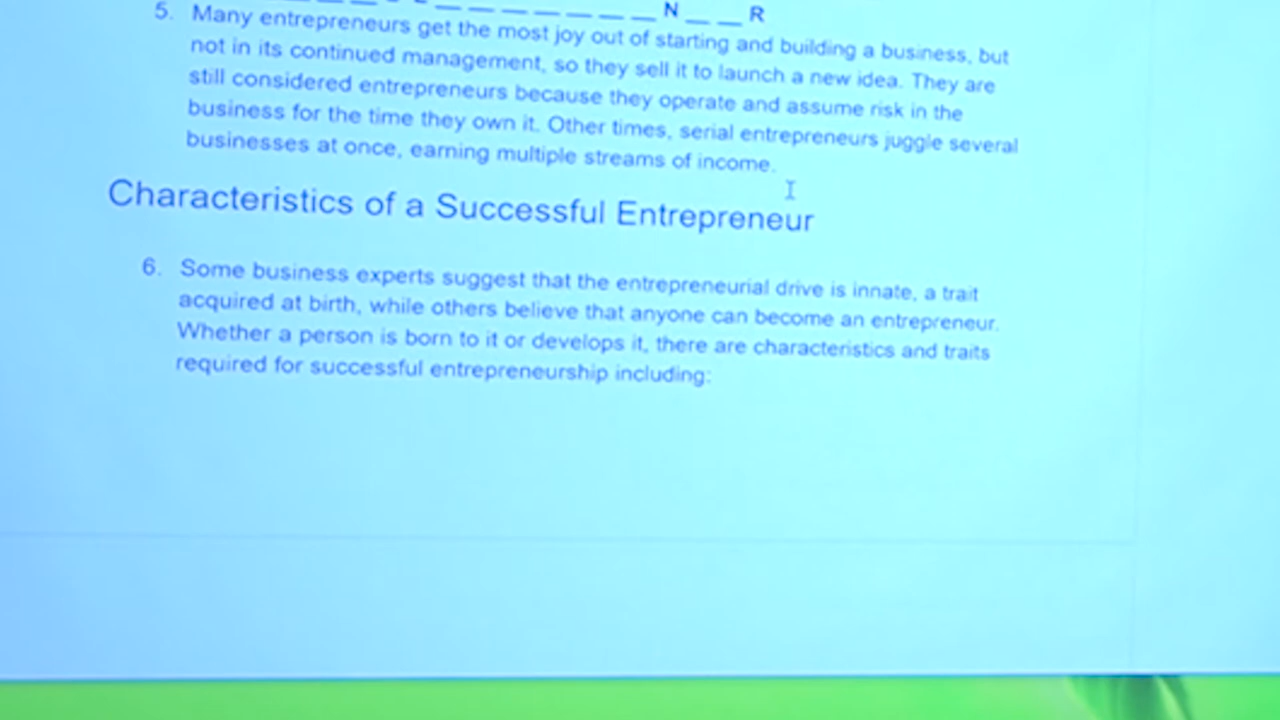 _ _ _ _ _ _ _ _ _ _ N _ _ _ R
5. Many entrepreneurs get the most joy out of starting and building a business, but
not in its continued management, so they sell it to launch a new idea. They are
still considered entrepreneurs because they operate and assume risk in the
business for the time they own it. Other times, serial entrepreneurs juggle several
businesses at once, earning multiple streams of income.
Characteristics of a Successful Entrepreneur
6. Some business experts suggest that the entrepreneurial drive is innate, a trait
acquired at birth, while others believe that anyone can become an entrepreneur.
Whether a person is born to it or develops it, there are characteristics and traits
required for successful entrepreneurship including: